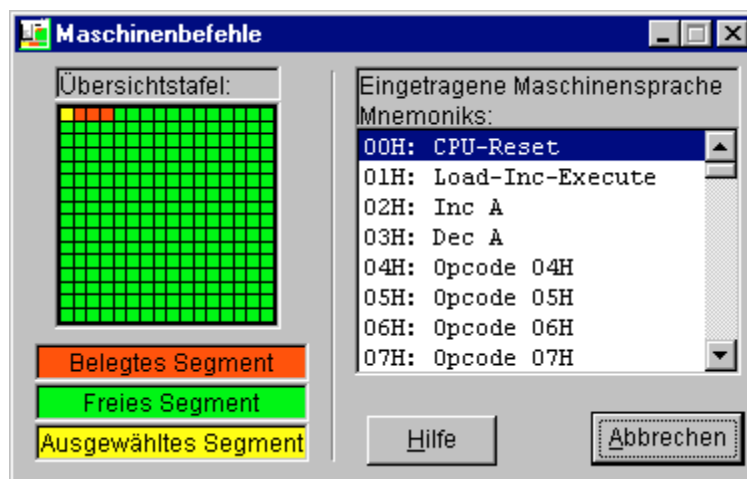 Maschinenbefehle
Übersichtstafel:
Belegtes Segment
Freies Segment
Ausgewähltes Segment
Eingetragene Maschinensprache
Mnemoniks:
00H: CPU-Reset
01H: Load-Inc-Execute
02H: Inc A
03H: Dec A
04H: Opcode 04H
05H: Opcode 05H
06H: Opcode 06H
07H: Opcode 07H
Hilfe
Abbrechen